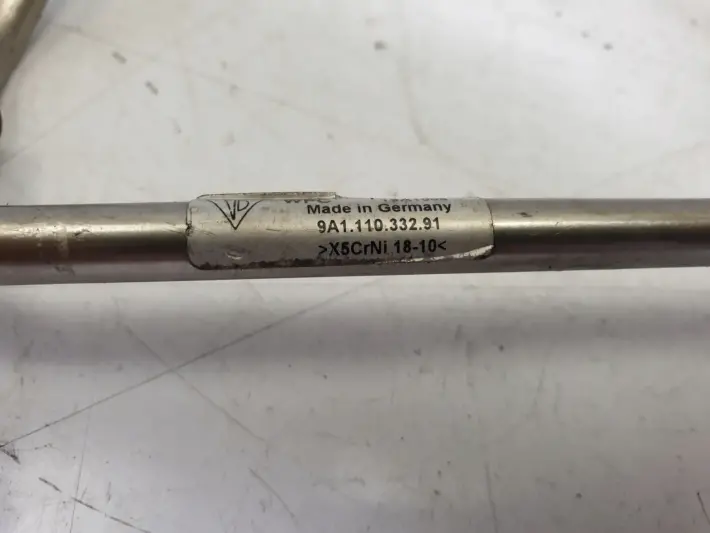 Made in Germany
9A1.110.332.91
>X5CrNi 18-10<